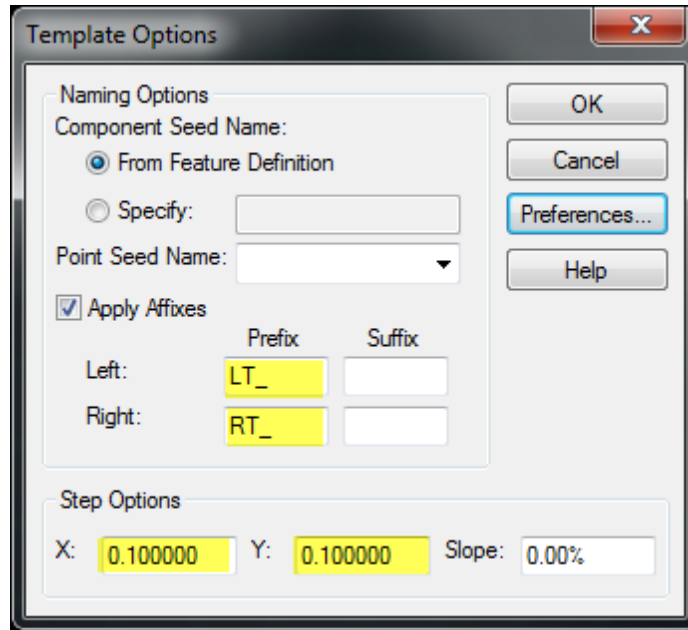 Template Options
Naming Options
OK
Component Seed Name:
From Feature Definition
Cancel
Specify:
Preferences...
Point Seed Name:
Help
Apply Affixes
Prefix Suffix
Left: LT_
Right: RT_
Step Options
X: 0.100000 Y: 0.100000 Slope: 0.00%